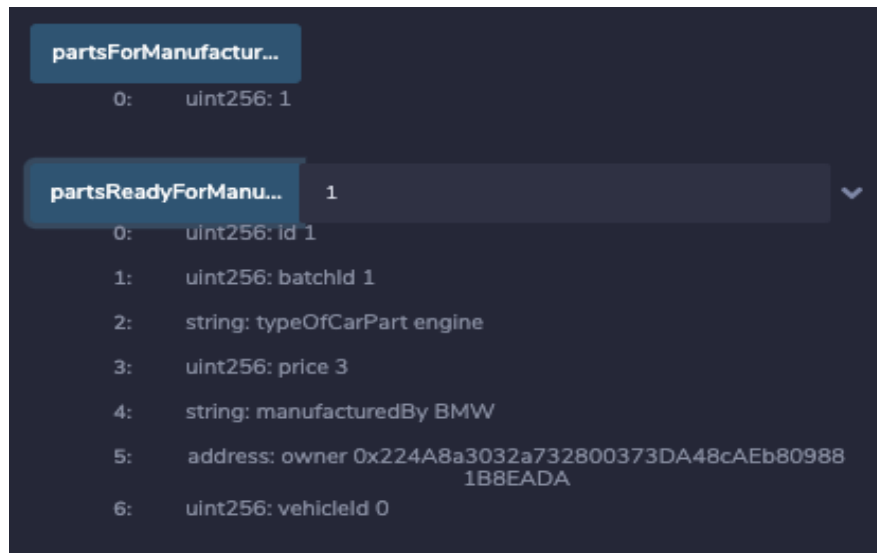 partsForManufactur...
0: uint256: 1
partsReadyForManu... 1
0: uint256: id 1
1: uint256: batchId 1
2: string: typeOfCarPart engine
3: uint256: price 3
4: string: manufacturedBy BMW
5: address: owner 0x224A8a3032a732800373DA48cAEb80988
1B8EADA
6: uint256: vehicleId 0